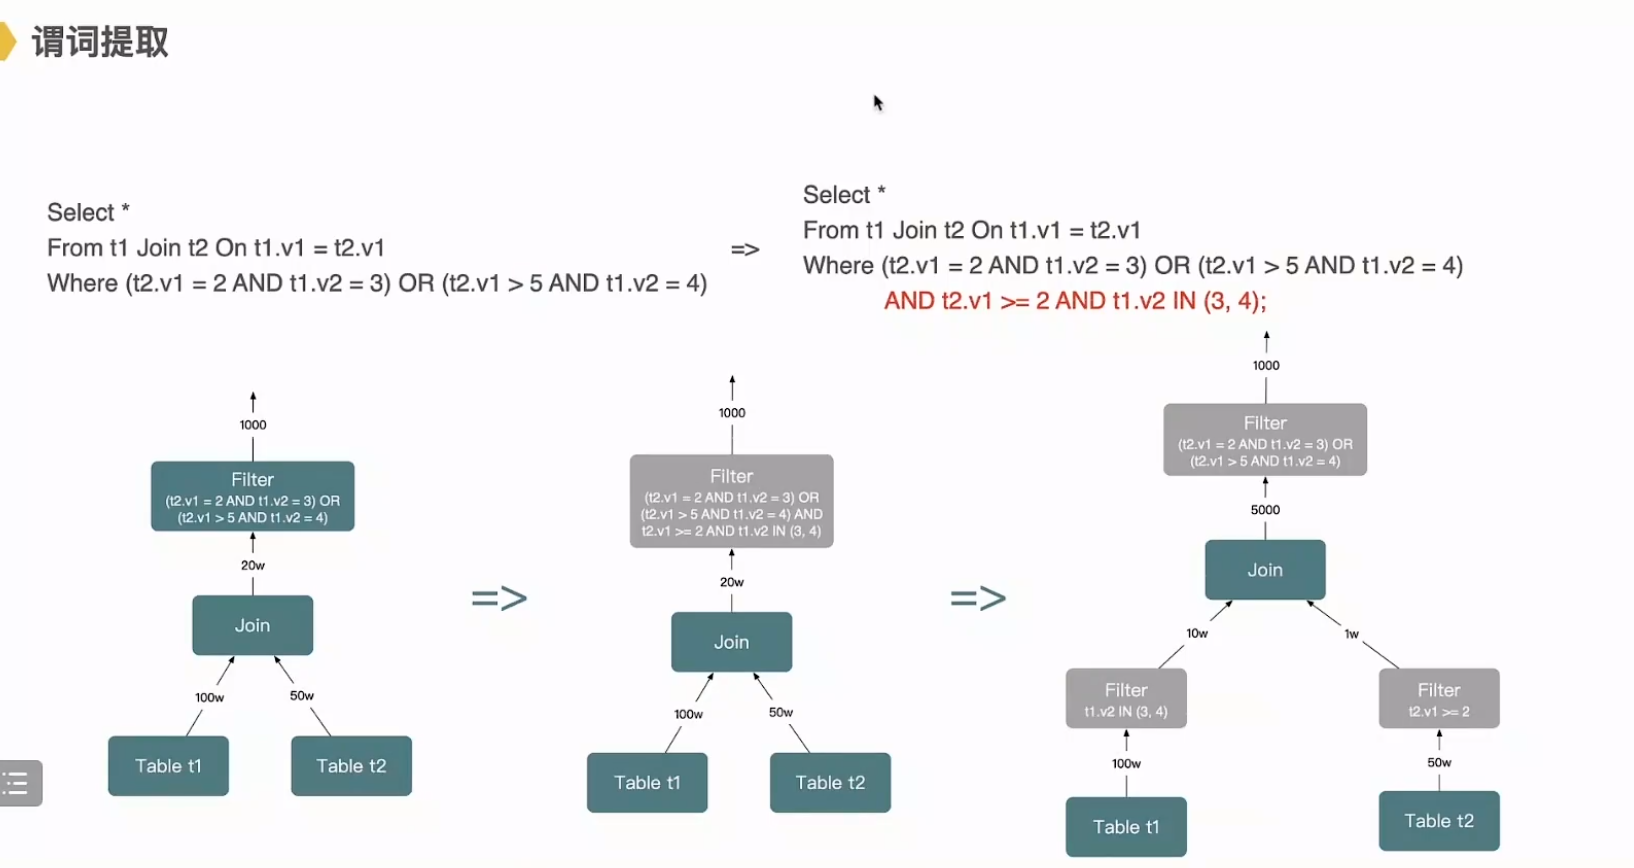 谓词提取
Select *
From t1 Join t2 On t1.v1 = t2.v1
Where (t2.v1 = 2 AND t1.v2 = 3) OR (t2.v1 > 5 AND t1.v2 = 4)
=>
Select *
From t1 Join t2 On t1.v1 = t2.v1
Where (t2.v1 = 2 AND t1.v2 = 3) OR (t2.v1 > 5 AND t1.v2 = 4)
AND t2.v1 >= 2 AND t1.v2 IN (3, 4);
1000
Filter
(t2.v1 = 2 AND t1.v2 = 3) OR
(t2.v1 > 5 AND t1.v2 = 4)
20w
Join
100w
50w
Table t1
Table t2
=>
1000
Filter
(t2.v1 = 2 AND t1.v2 = 3) OR
(t2.v1 > 5 AND t1.v2 = 4) AND
t2.v1 >= 2 AND t1.v2 IN (3, 4)
20w
Join
100w
50w
Table t1
Table t2
=>
1000
Filter
(t2.v1 = 2 AND t1.v2 = 3) OR
(t2.v1 > 5 AND t1.v2 = 4)
5000
Join
10w
1w
Filter
t1.v2 IN (3, 4)
Filter
t2.v1 >= 2
100w
50w
Table t1
Table t2